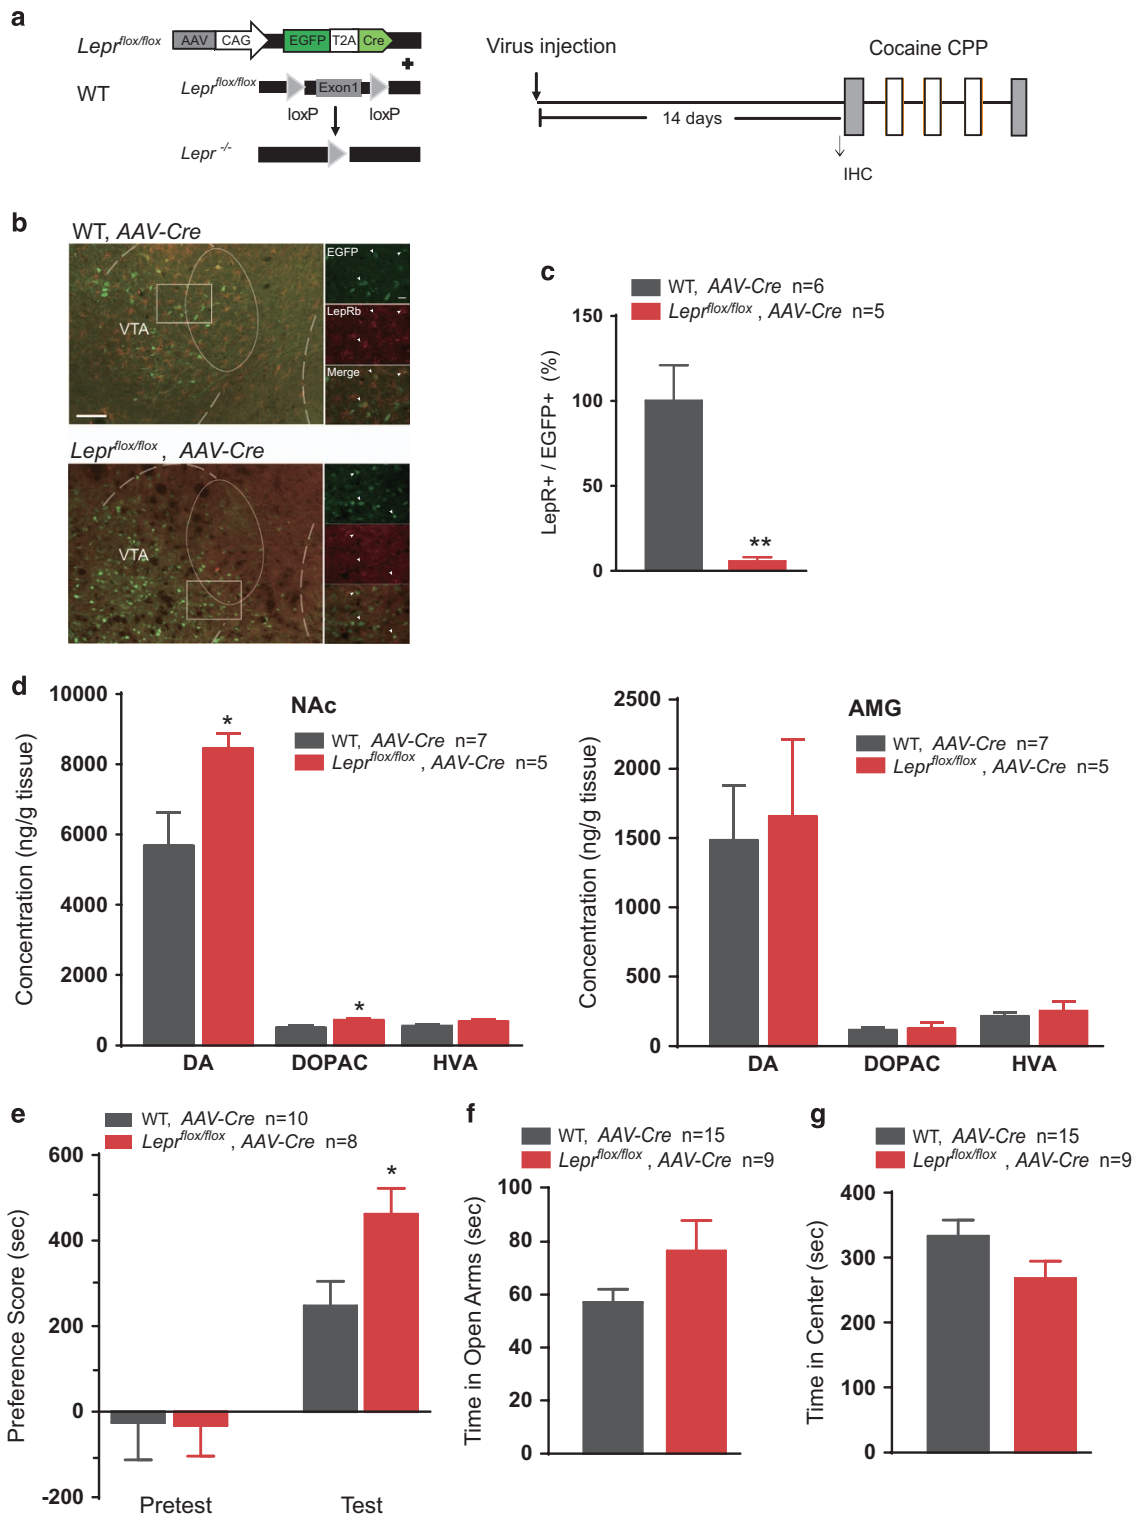 a
Lepr flox/flox
AAV CAG EGFP T2A Cre
WT
Lepr flox/flox
Exon1
loxP loxP
Lepr -/-
Virus injection
Cocaine CPP
14 days
IHC
b
WT, AAV-Cre
VTA
EGFP
LepRb
Merge
Lepr flox/flox , AAV-Cre
VTA
c
WT, AAV-Cre n=6
Lepr flox/flox , AAV-Cre n=5
LepR+ / EGFP+ (%)
150
100
50
0
**
d
NAc
WT, AAV-Cre n=7
Lepr flox/flox , AAV-Cre n=5
Concentration (ng/g tissue)
10000
8000
6000
4000
2000
0
*
*
DA DOPAC HVA
AMG
WT, AAV-Cre n=7
Lepr flox/flox , AAV-Cre n=5
Concentration (ng/g tissue)
2500
2000
1500
1000
500
0
DA DOPAC HVA
e
WT, AAV-Cre n=10
Lepr flox/flox , AAV-Cre n=8
Preference Score (sec)
600
400
200
0
-200
*
Pretest Test
f
WT, AAV-Cre n=15
Lepr flox/flox , AAV-Cre n=9
Time in Open Arms (sec)
100
80
60
40
20
0
g
WT, AAV-Cre n=15
Lepr flox/flox , AAV-Cre n=9
Time in Center (sec)
400
300
200
100
0